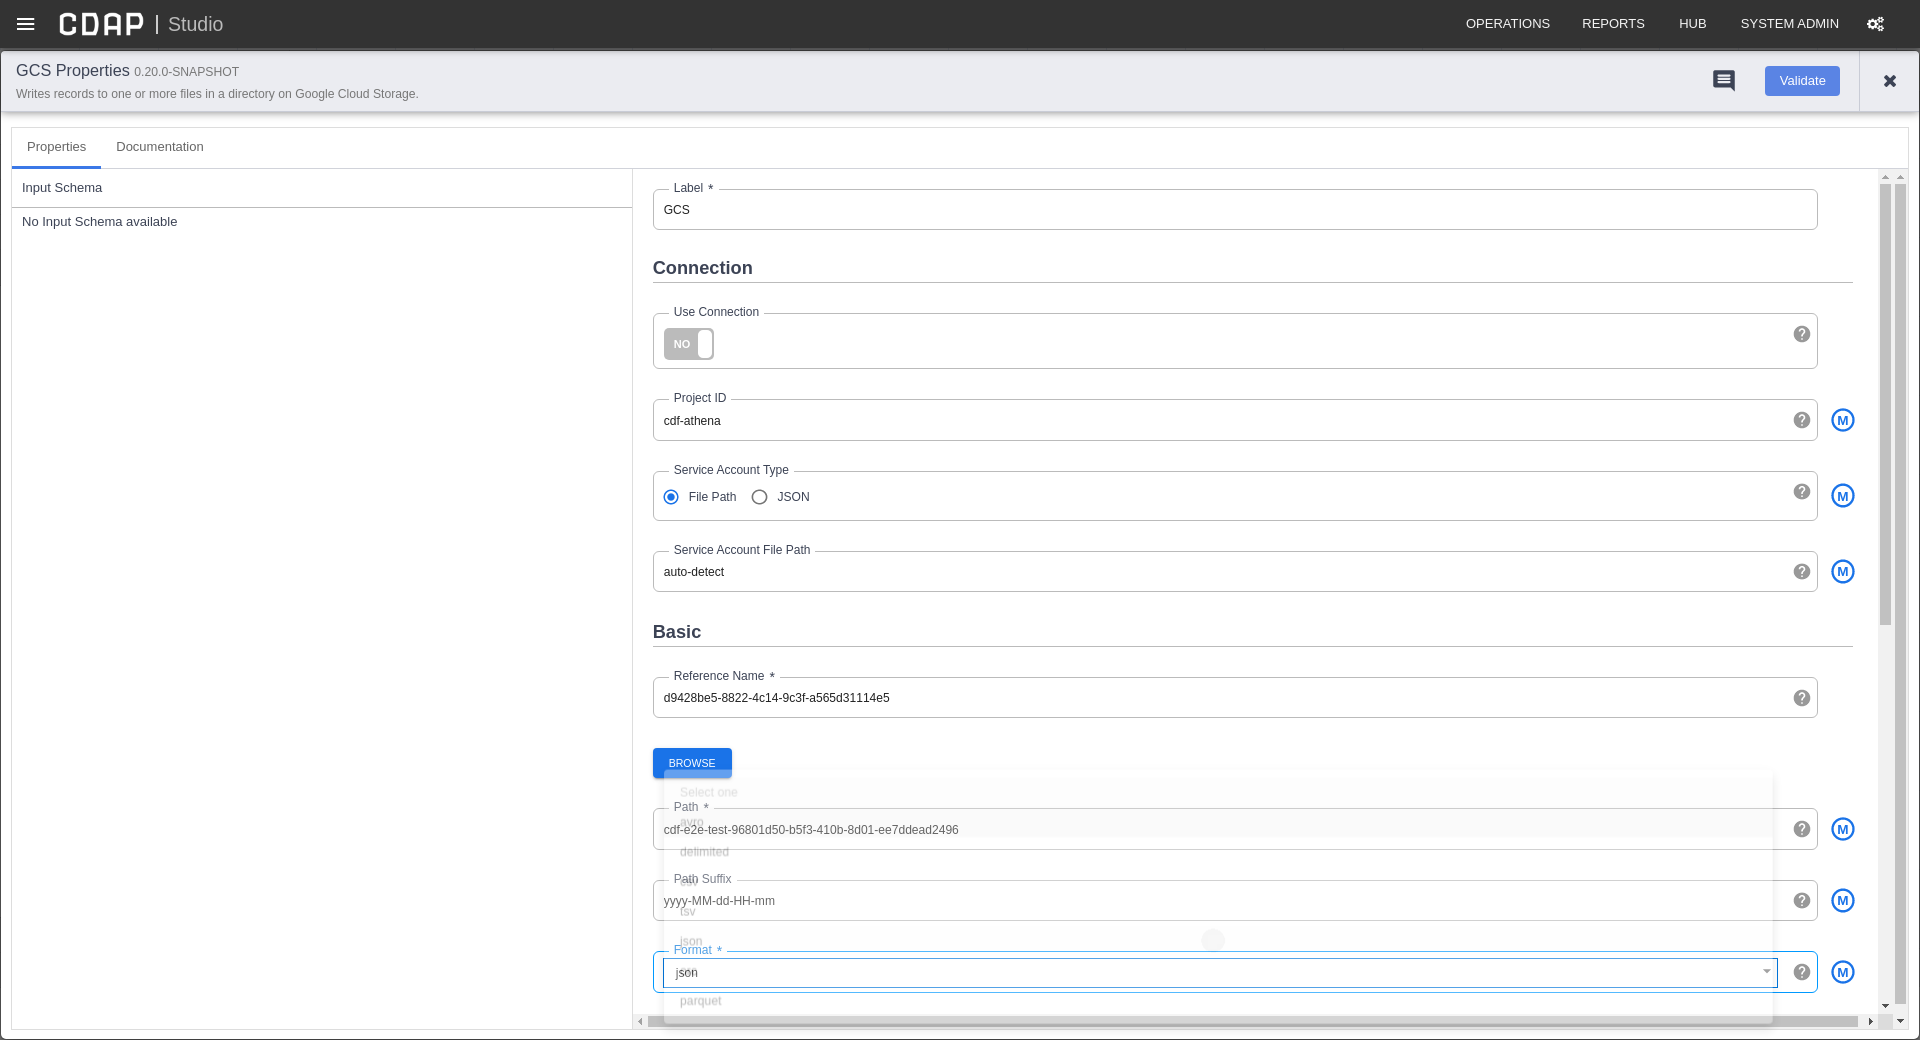 CDAP | Studio
OPERATIONS REPORTS HUB SYSTEM ADMIN
GCS Properties 0.20.0-SNAPSHOT
Writes records to one or more files in a directory on Google Cloud Storage.
Validate
Properties Documentation
Input Schema
No Input Schema available
Label *
GCS
Connection
Use Connection
NO
Project ID
cdf-athena
M
Service Account Type
File Path JSON
M
Service Account File Path
auto-detect
M
Basic
Reference Name *
d9428be5-8822-4c14-9c3f-a565d31114e5
BROWSE
Select one
Path *
avro
cdf-e2e-test-96801d50-b5f3-410b-8d01-ee7ddead2496
M
delimited
Path Suffix
csv
yyyy-MM-dd-HH-mm
M
tsv
json
Format *
json
M
parquet